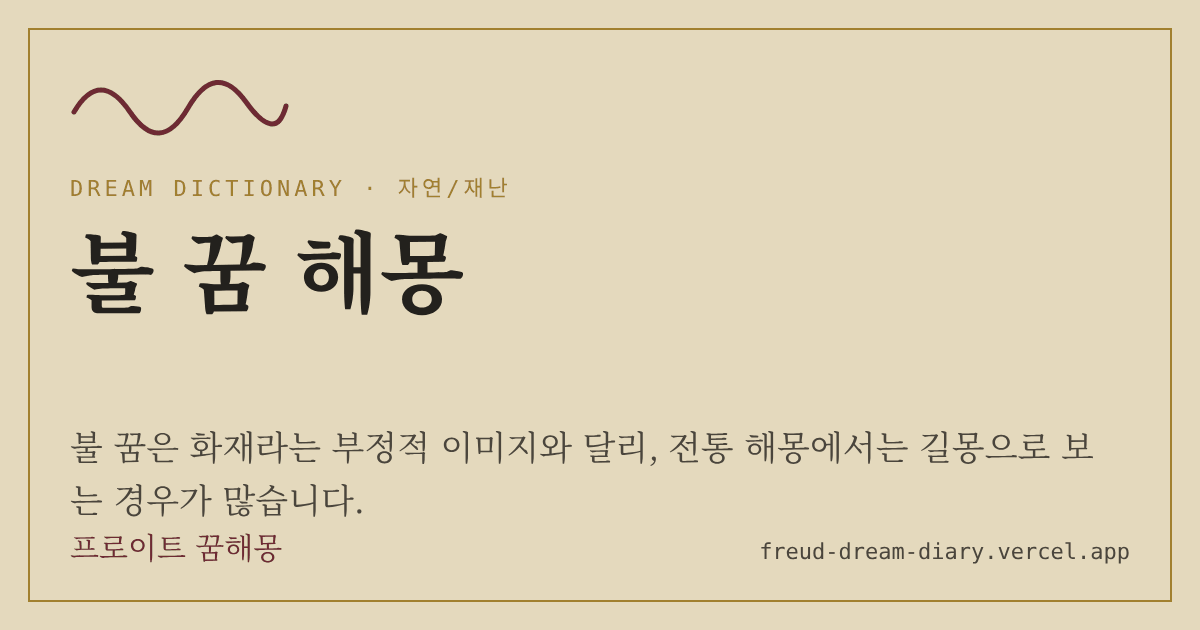 DREAM DICTIONARY · 자연/재난
불 꿈 해몽
불 꿈은 화재라는 부정적 이미지와 달리, 전통 해몽에서는 길몽으로 보
는 경우가 많습니다.
프로이트 꿈해몽
freud-dream-diary.vercel.app